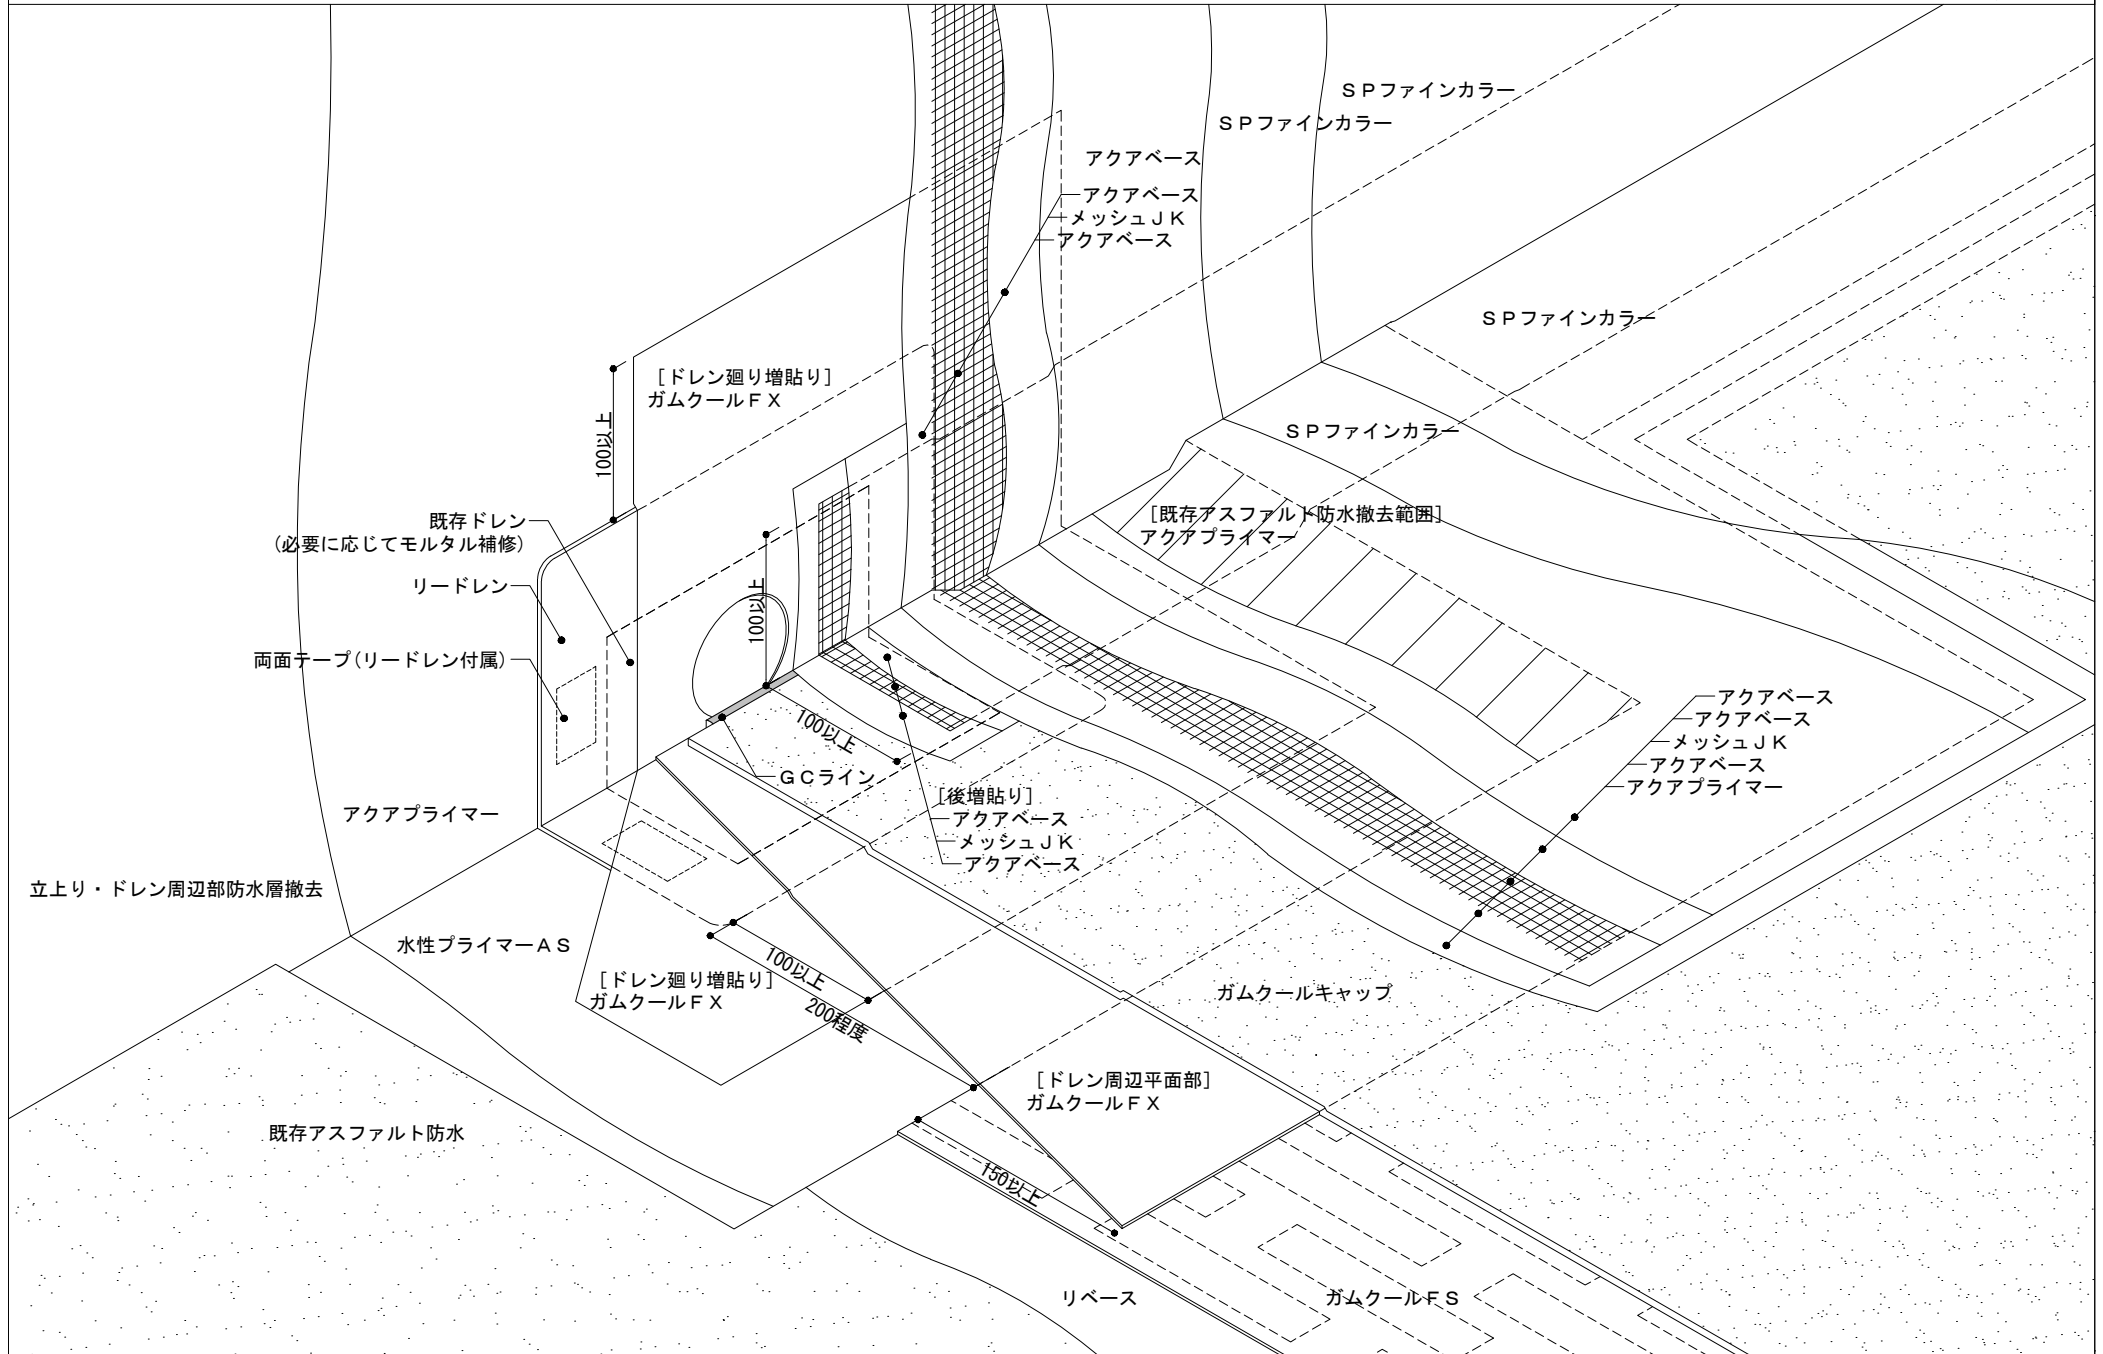 ＳＰファインカラー
ＳＰファインカラー
アクアベース
アクアベース
メッシュＪＫ
アクアベース
ＳＰファインカラー
[ドレン廻り増貼り]
ガムクールＦＸ
100以上
ＳＰファインカラー
既存ドレン
(必要に応じてモルタル補修)
[既存アスファルト防水撤去範囲]
アクアプライマー
リードレン
100以上
両面テープ(リードレン付属)
100以上
ＧＣライン
アクアベース
アクアベース
メッシュＪＫ
アクアベース
アクアプライマー
[後増貼り]
アクアベース
メッシュＪＫ
アクアベース
アクアプライマー
立上り・ドレン周辺部防水層撤去
水性プライマーＡＳ
[ドレン廻り増貼り]
ガムクールＦＸ
100以上
200程度
ガムクールキャップ
[ドレン周辺平面部]
ガムクールＦＸ
既存アスファルト防水
150以上
リベース
ガムクールＦＳ